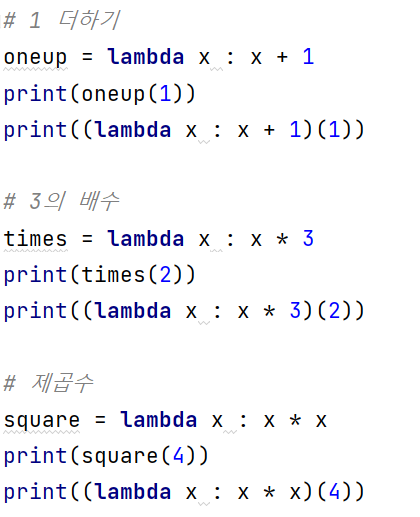 # 1 더하기
oneup = lambda x : x + 1
print(oneup(1))
print((lambda x : x + 1)(1))
# 3의 배수
times = lambda x : x * 3
print(times(2))
print((lambda x : x * 3)(2))
# 제곱수
square = lambda x : x * x
print(square(4))
print((lambda x : x * x)(4))